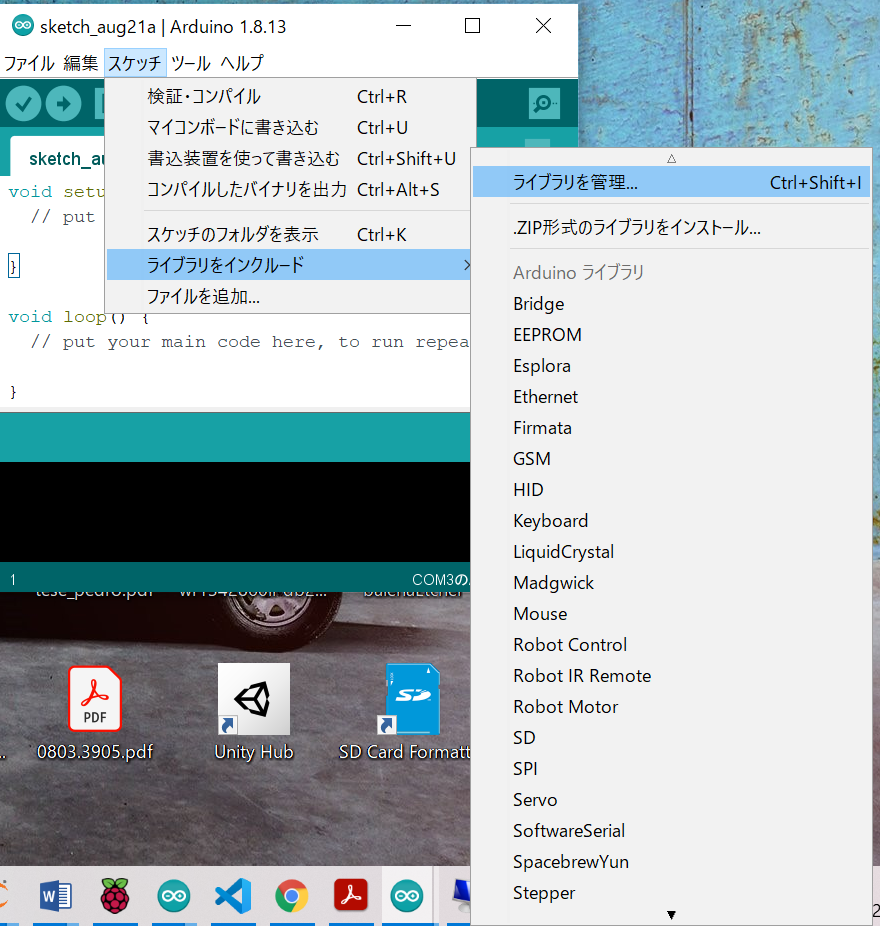 sketch_aug21a | Arduino 1.8.13
ファイル 編集 スケッチ ツール ヘルプ
検証・コンパイル Ctrl+R
マイコンボードに書き込む Ctrl+U
書込装置を使って書き込む Ctrl+Shift+U
コンパイルしたバイナリを出力 Ctrl+Alt+S
スケッチのフォルダを表示 Ctrl+K
ライブラリをインクルード
ファイルを追加...
sketch_au
void setu
// put
}
void loop() {
// put your main code here, to run repea
}
1 COM3の
ライブラリを管理... Ctrl+Shift+I
.ZIP形式のライブラリをインストール...
Arduino ライブラリ
Bridge
EEPROM
Esplora
Ethernet
Firmata
GSM
HID
Keyboard
LiquidCrystal
Madgwick
Mouse
Robot Control
Robot IR Remote
Robot Motor
SD
SPI
Servo
SoftwareSerial
SpacebrewYun
Stepper
PDF
SD
0803.3905.pdf Unity Hub SD Card Formatt
W
2